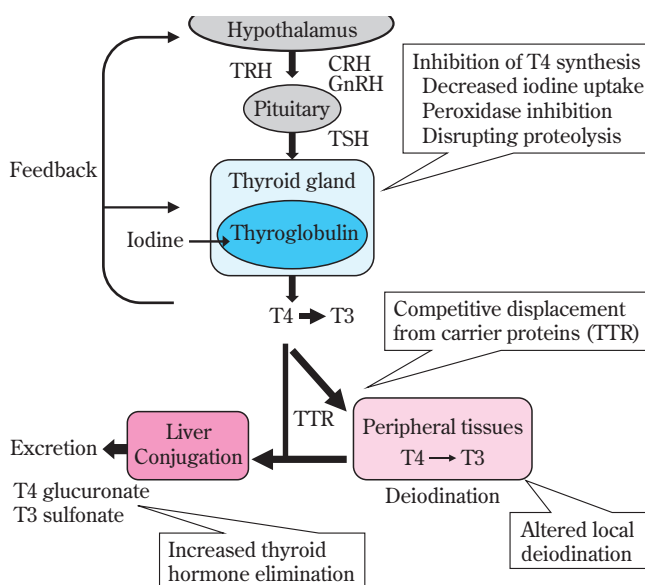 Hypothalamus
TRH
CRH
GnRH
Pituitary
TSH
Inhibition of T4 synthesis
Decreased iodine uptake
Peroxidase inhibition
Disrupting proteolysis
Feedback
Thyroid gland
Iodine
Thyroglobulin
T4
T3
Competitive displacement
from carrier proteins (TTR)
TTR
Peripheral tissues
T4
T3
Deiodination
Liver
Conjugation
Excretion
T4 glucuronate
T3 sulfonate
Increased thyroid
hormone elimination
Altered local
deiodination